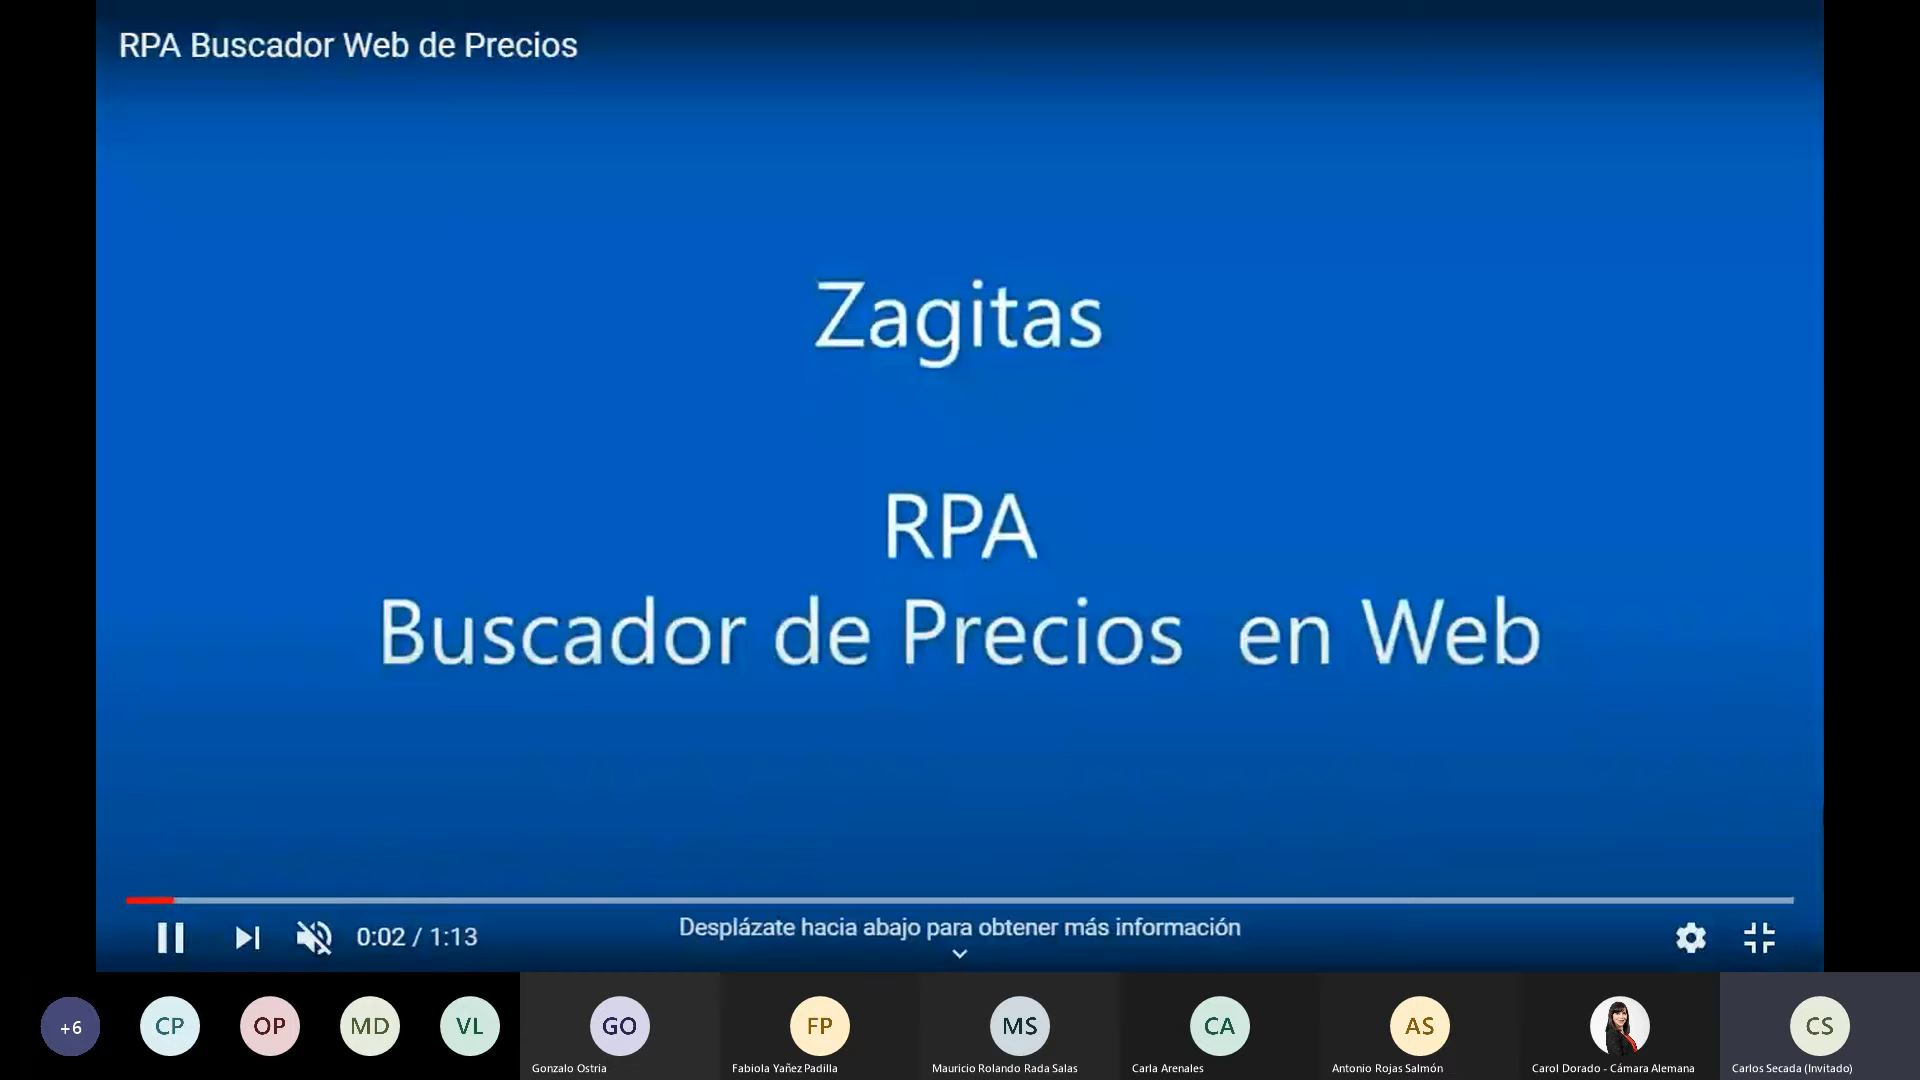 RPA Buscador Web de Precios
Zagitas
RPA
Buscador de Precios en Web
0:02 / 1:13
Desplázate hacia abajo para obtener más información
+6
CP
OP
MD
VL
GO
FP
MS
CA
AS
CS
Gonzalo Ostria
Fabiola Yañez Padilla
Mauricio Rolando Rada Salas
Carla Arenales
Antonio Rojas Salmón
Carol Dorado - Cámara Alemana
Carlos Secada (Invitado)